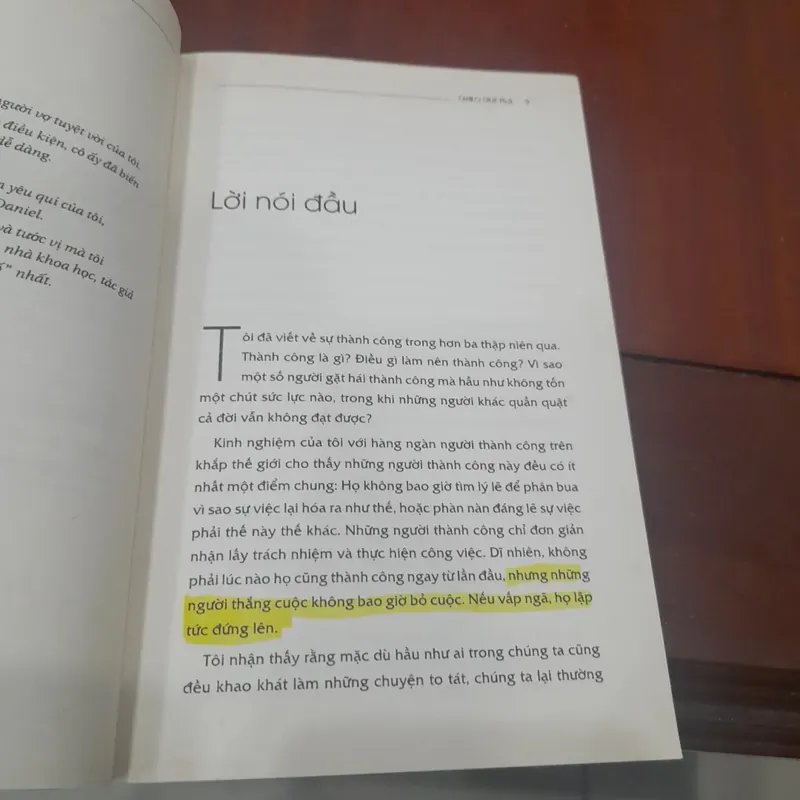 người vợ tuyệt vời của tôi.
điều kiện, cô ấy đã biến
dễ dàng.
yêu quí của tôi,
Daniel.
và tước vị mà tôi
nhà khoa học, tác giả
nhất.
9
Lời nói đầu
Tôi đã viết về sự thành công trong hơn ba thập niên qua.
Thành công là gì? Điều gì làm nên thành công? Vì sao
một số người gặt hái thành công mà hầu như không tốn
một chút sức lực nào, trong khi những người khác quần quật
cả đời vẫn không đạt được?
Kinh nghiệm của tôi với hàng ngàn người thành công trên
khắp thế giới cho thấy những người thành công này đều có ít
nhất một điểm chung: Họ không bao giờ tìm lý lẽ để phân bua
vì sao sự việc lại hóa ra như thế, hoặc phàn nàn đáng lẽ sự việc
phải thế này thế khác. Những người thành công chỉ đơn giản
nhận lấy trách nhiệm và thực hiện công việc. Dĩ nhiên, không
phải lúc nào họ cũng thành công ngay từ lần đầu, nhưng những
người thắng cuộc không bao giờ bỏ cuộc. Nếu vấp ngã, họ lập
tức đứng lên.
Tôi nhận thấy rằng mặc dù hầu như ai trong chúng ta cũng
đều khao khát làm những chuyện to tát, chúng ta lại thường